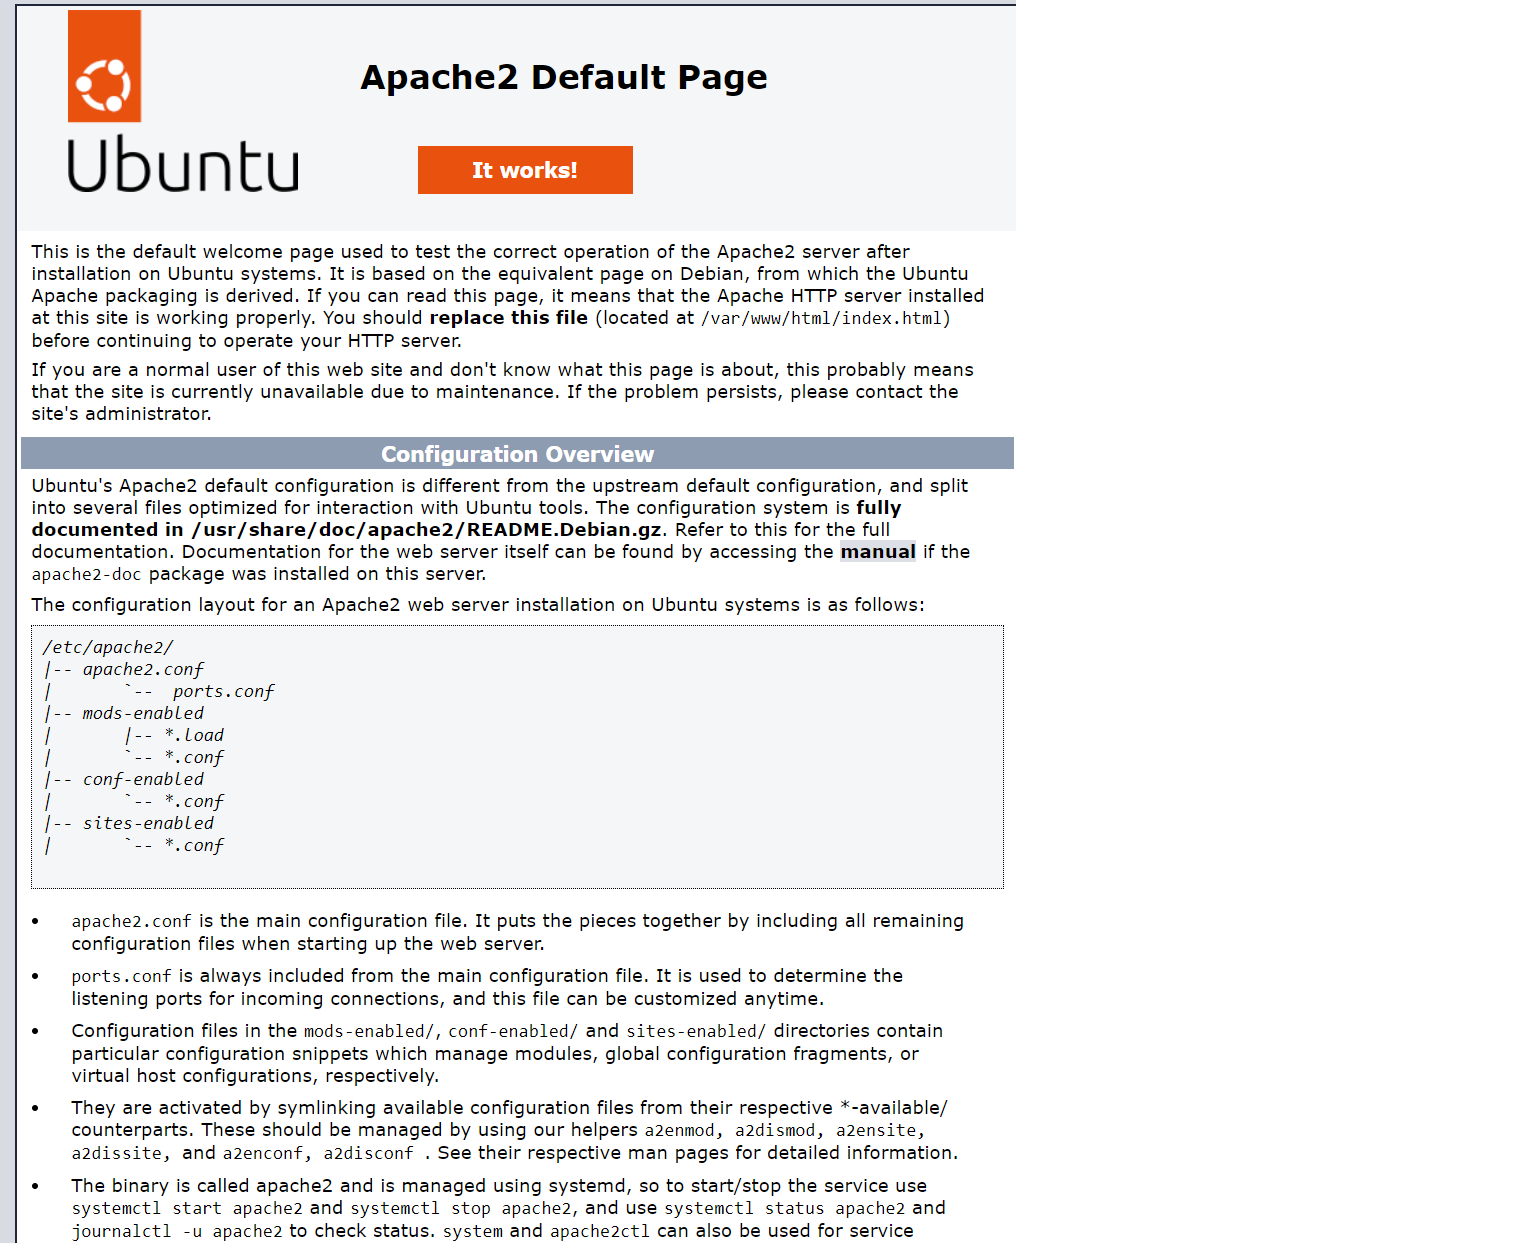 Ubuntu
Apache2 Default Page
It works!
This is the default welcome page used to test the correct operation of the Apache2 server after
installation on Ubuntu systems. It is based on the equivalent page on Debian, from which the Ubuntu
Apache packaging is derived. If you can read this page, it means that the Apache HTTP server installed
at this site is working properly. You should replace this file (located at /var/www/html/index.html)
before continuing to operate your HTTP server.
If you are a normal user of this web site and don't know what this page is about, this probably means
that the site is currently unavailable due to maintenance. If the problem persists, please contact the
site's administrator.
Configuration Overview
Ubuntu's Apache2 default configuration is different from the upstream default configuration, and split
into several files optimized for interaction with Ubuntu tools. The configuration system is fully
documented in /usr/share/doc/apache2/README.Debian.gz. Refer to this for the full
documentation. Documentation for the web server itself can be found by accessing the manual if the
apache2-doc package was installed on this server.
The configuration layout for an Apache2 web server installation on Ubuntu systems is as follows:
/etc/apache2/
|-- apache2.conf
|       `--  ports.conf
|-- mods-enabled
|       |-- *.load
|       `-- *.conf
|-- conf-enabled
|       `-- *.conf
|-- sites-enabled
|       `-- *.conf
• apache2.conf is the main configuration file. It puts the pieces together by including all remaining
configuration files when starting up the web server.
• ports.conf is always included from the main configuration file. It is used to determine the
listening ports for incoming connections, and this file can be customized anytime.
• Configuration files in the mods-enabled/, conf-enabled/ and sites-enabled/ directories contain
particular configuration snippets which manage modules, global configuration fragments, or
virtual host configurations, respectively.
• They are activated by symlinking available configuration files from their respective *-available/
counterparts. These should be managed by using our helpers a2enmod, a2dismod, a2ensite,
a2dissite, and a2enconf, a2disconf . See their respective man pages for detailed information.
• The binary is called apache2 and is managed using systemd, so to start/stop the service use
systemctl start apache2 and systemctl stop apache2, and use systemctl status apache2 and
journalctl -u apache2 to check status. system and apache2ctl can also be used for service